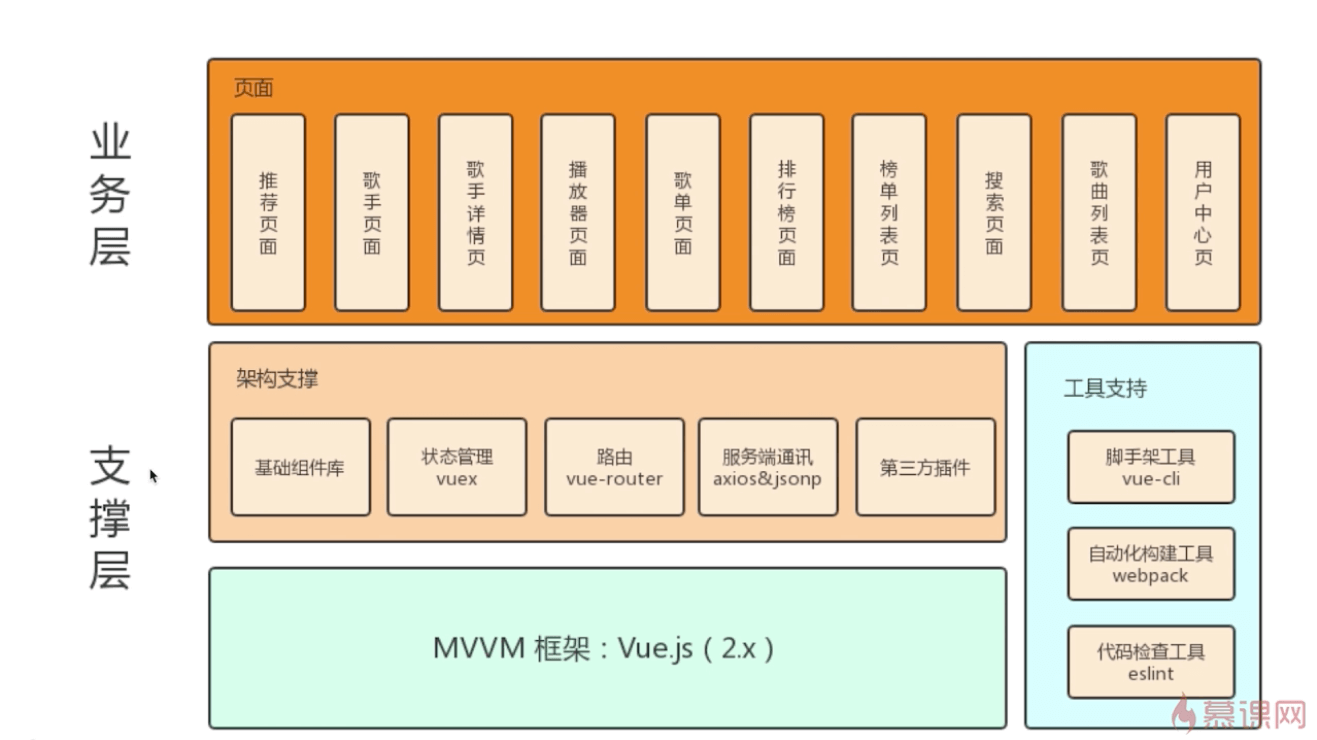 业务层
页面
推荐页面
歌手页面
歌手详情页
播放器页面
歌单页面
排行榜页面
榜单列表页
搜索页面
歌曲列表页
用户中心页
支撑层
架构支撑
基础组件库
状态管理
vuex
路由
vue-router
服务端通讯
axios&jsonp
第三方插件
工具支持
脚手架工具
vue-cli
自动化构建工具
webpack
代码检查工具
eslint
MVVM 框架：Vue.js（2.x）
慕课网